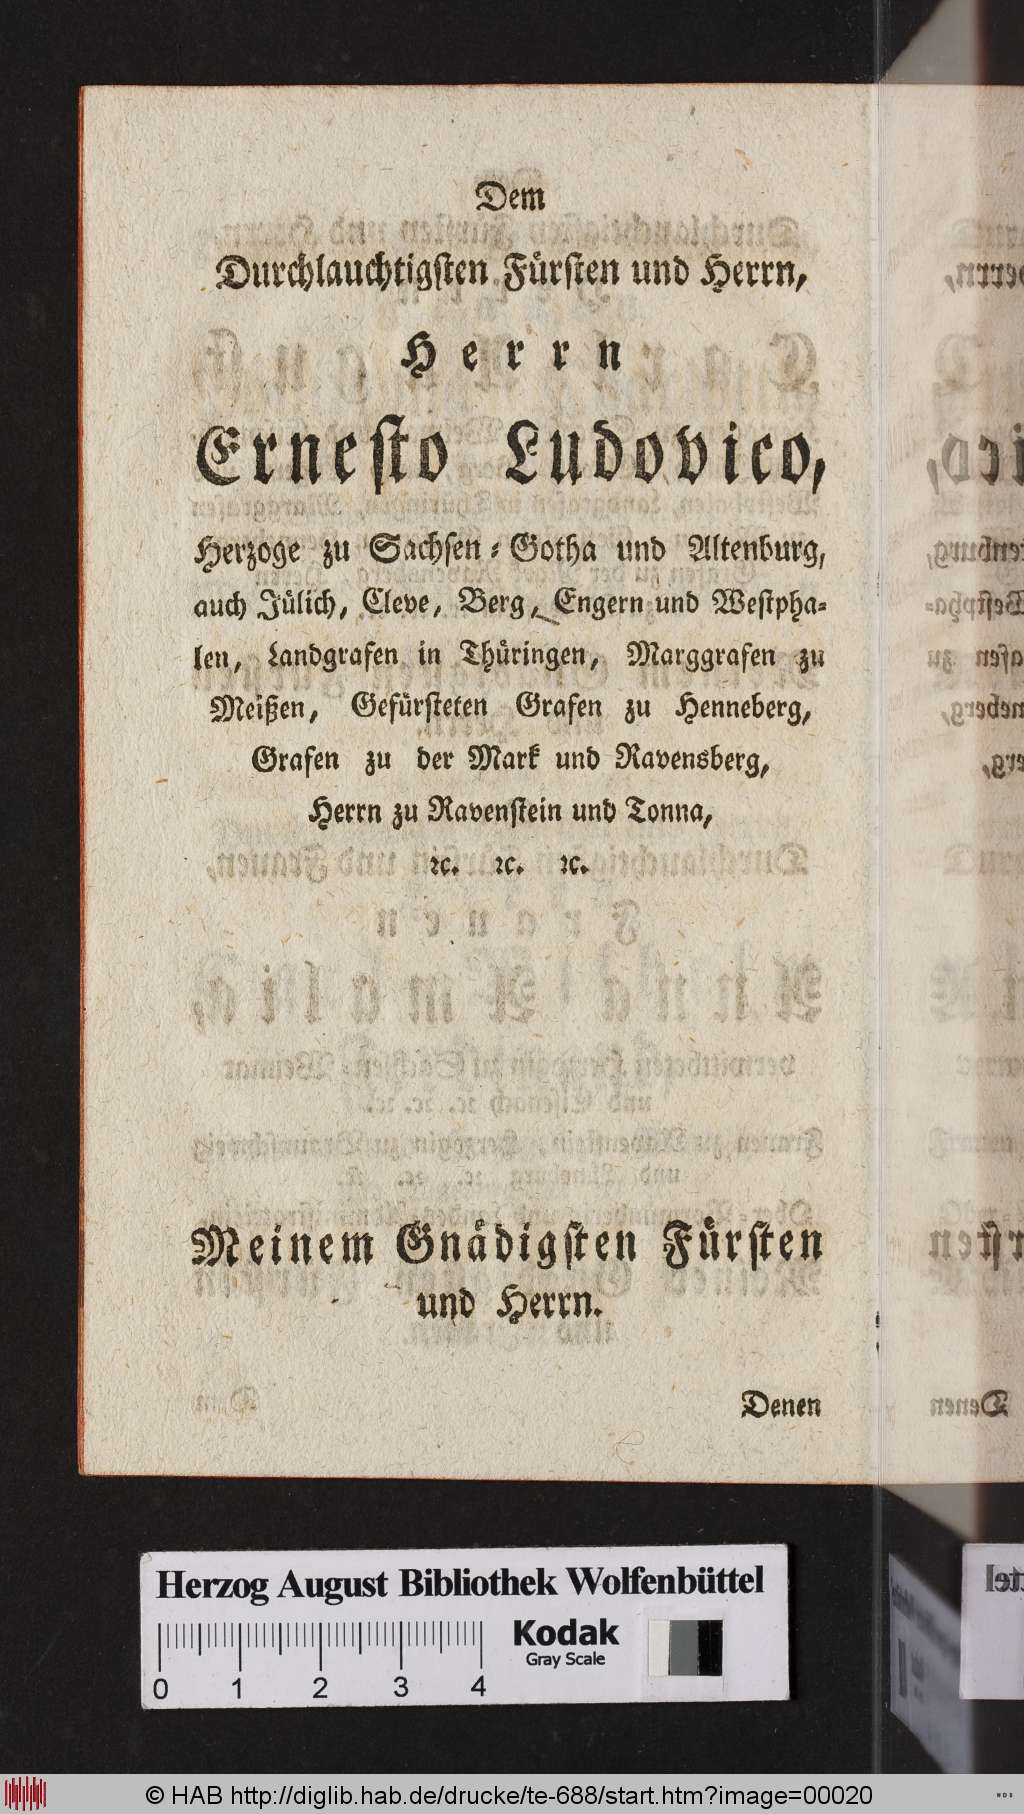 Dem
Durchlauchtigſten Fürſten und Herrn,
Herrn
Erneſto Ludovico,
Herzoge zu Sachſen⸗Gotha und Altenburg,
auch Jülich, Cleve, Berg, Engern und Weſtpha⸗
len, Landgrafen in Thüringen, Marggrafen zu
Meißen, Gefürſteten Grafen zu Henneberg,
Grafen zu der Mark und Ravensberg,
Herrn zu Ravenſtein und Tonna,
ꝛc. ꝛc. ꝛc.
Meinem Gnädigſten Fürſten
und Herrn.
Denen
Herzog August Bibliothek Wolfenbüttel
Kodak
Gray Scale
0 1 2 3 4
© HAB http://diglib.hab.de/drucke/te-688/start.htm?image=00020